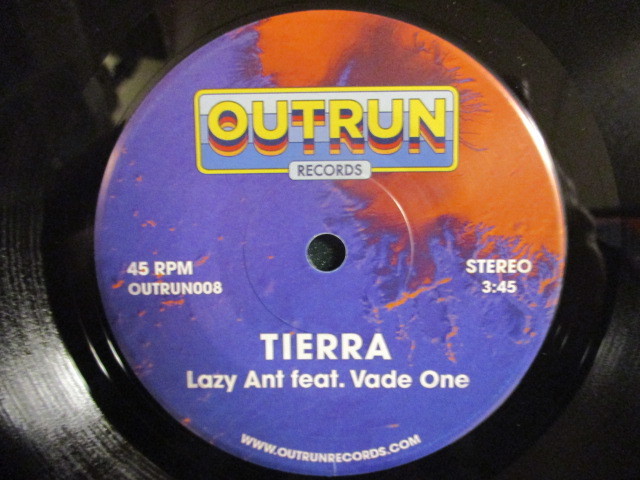 OUTRUN
RECORDS
45 RPM
OUTRUN008
STEREO
3:45
TIERRA
Lazy Ant feat. Vade One
WWW.OUTRUNRECORDS.COM